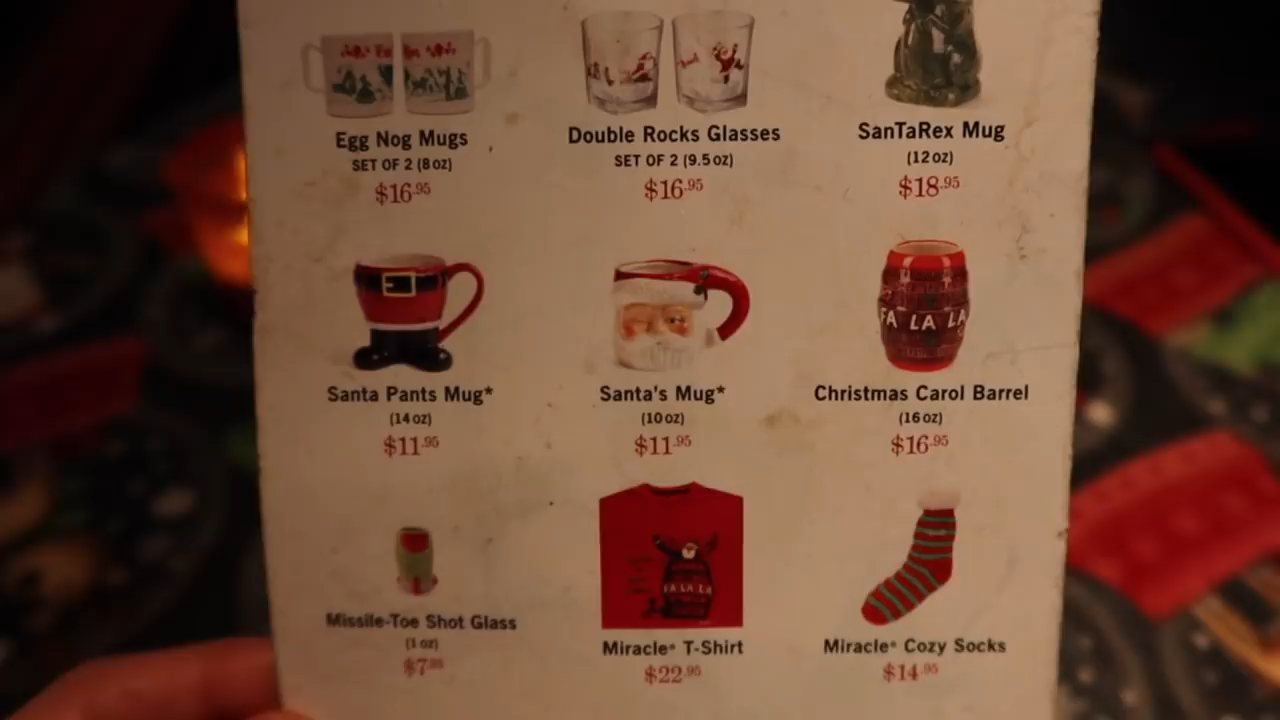 Egg Nog Mugs
SET OF 2 (8 oz)
$16.95
Double Rocks Glasses
SET OF 2 (9.5 oz)
$16.95
SanTaRex Mug
(12 oz)
$18.95
Santa Pants Mug*
(14 oz)
$11.95
Santa's Mug*
(10 oz)
$11.95
FA LA LA
Christmas Carol Barrel
(16 oz)
$16.95
Missile-Toe Shot Glass
(1 oz)
$7.95
FA LA LA
Miracle® T-Shirt
$22.95
Miracle® Cozy Socks
$14.95